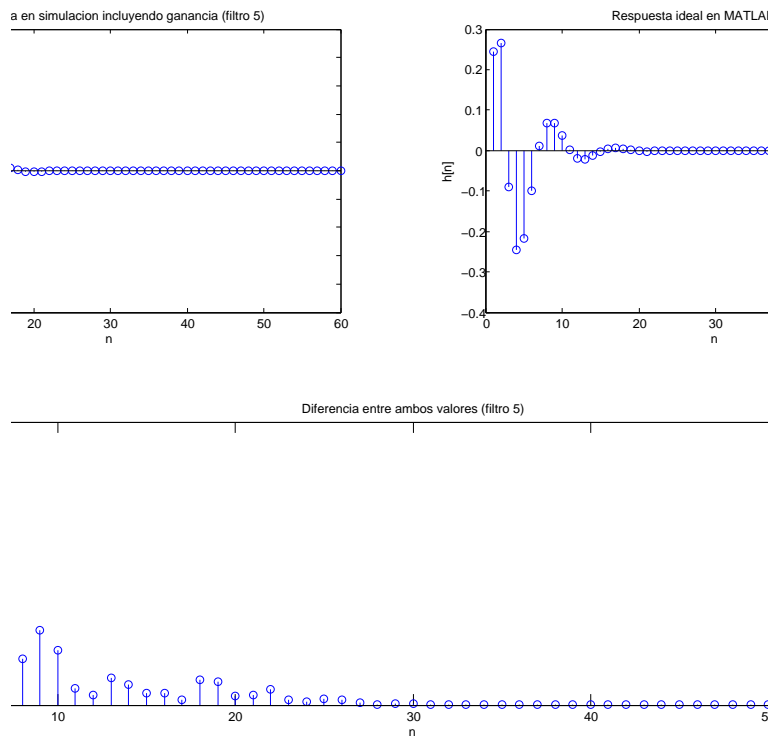 a en simulacion incluyendo ganancia (filtro 5)
20 30 40 50 60
n
Respuesta ideal en MATLA
0.3
0.2
0.1
0
−0.1
−0.2
−0.3
−0.4
h[n]
0 10 20 30
n
Diferencia entre ambos valores (filtro 5)
10 20 30 40 5
n